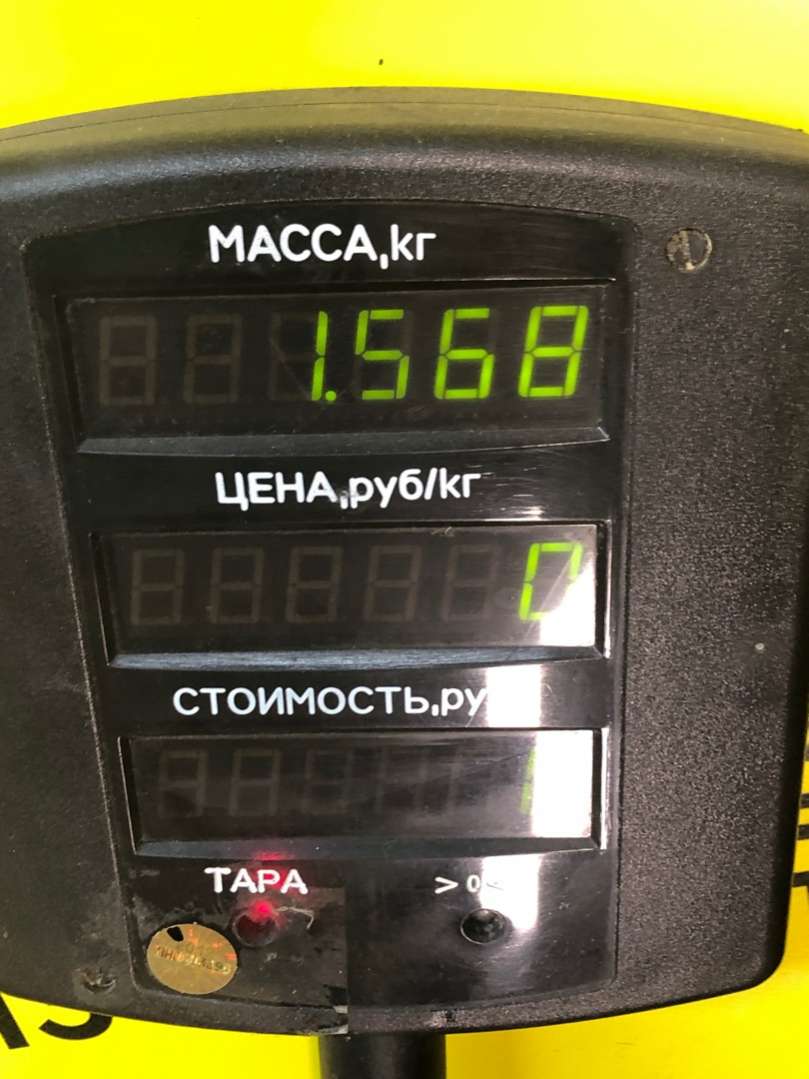 МАССА,кг
1.568
ЦЕНА,руб/кг
0
СТОИМОСТЬ,ру
ТАРА
>0<